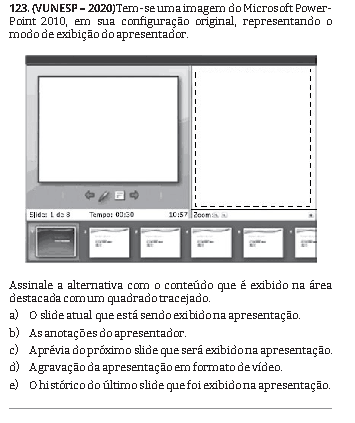 123. (VUNESP – 2020)Tem-se uma imagem do Microsoft Power-
Point 2010, em sua configuração original, representando o
modo de exibição do apresentador.
Slide: 1 de 8 Tempo: 00:30 10:57 Zoom:
Assinale a alternativa com o conteúdo que é exibido na área
destacada com um quadrado tracejado.
a) O slide atual que está sendo exibido na apresentação.
b) As anotações do apresentador.
c) A prévia do próximo slide que será exibido na apresentação.
d) A gravação da apresentação em formato de vídeo.
e) O histórico do último slide que foi exibido na apresentação.